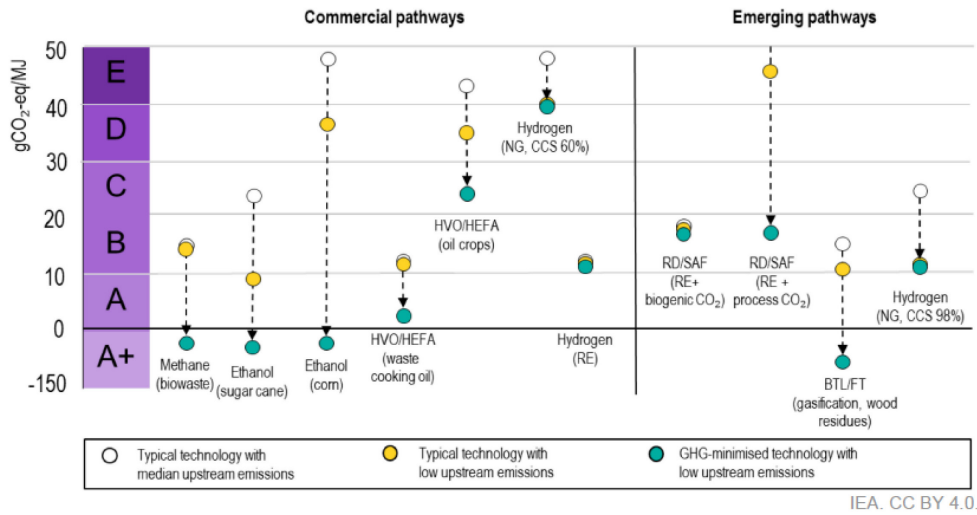 Commercial pathways
Emerging pathways
gCO₂-eq/MJ
50
40
30
20
10
0
-150
E
D
C
B
A
A+
Methane
(biowaste)
Ethanol
(sugar cane)
Ethanol
(corn)
HVO/HEFA
(waste
cooking oil)
HVO/HEFA
(oil crops)
Hydrogen
(NG, CCS 60%)
Hydrogen
(RE)
RD/SAF
(RE+
biogenic CO₂)
RD/SAF
(RE +
process CO₂)
BTL/FT
(gasification, wood
residues)
Hydrogen
(NG, CCS 98%)
Typical technology with
median upstream emissions
Typical technology with
low upstream emissions
GHG-minimised technology with
low upstream emissions
IEA. CC BY 4.0.